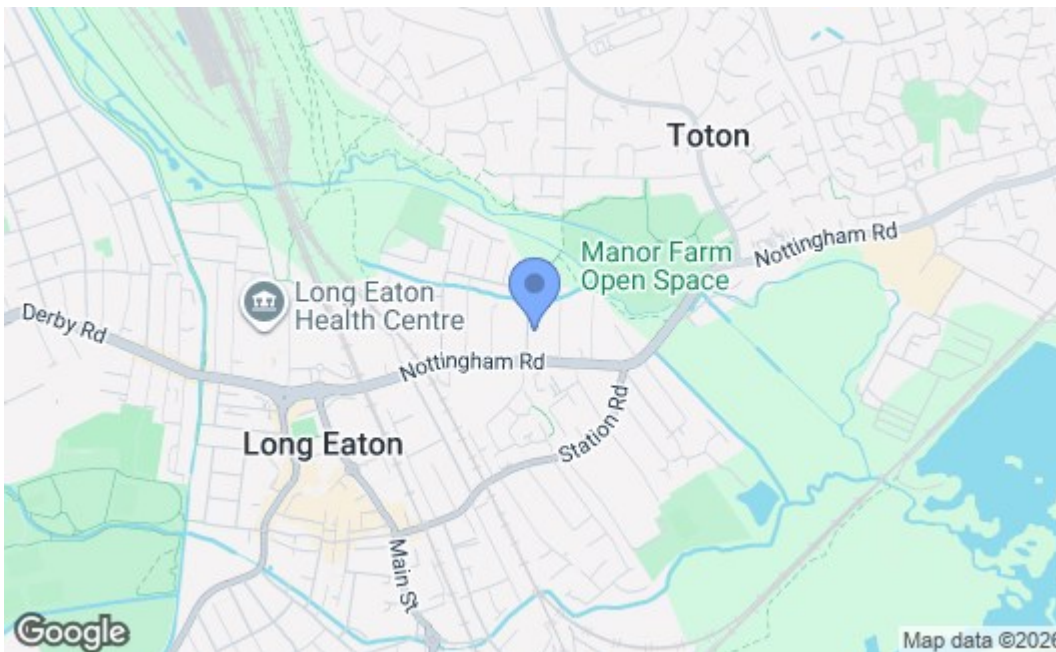 Toton
Manor Farm
Open Space
Nottingham Rd
Long Eaton
Health Centre
Derby Rd
Nottingham Rd
Station Rd
Long Eaton
Main St
Google
Map data ©2026